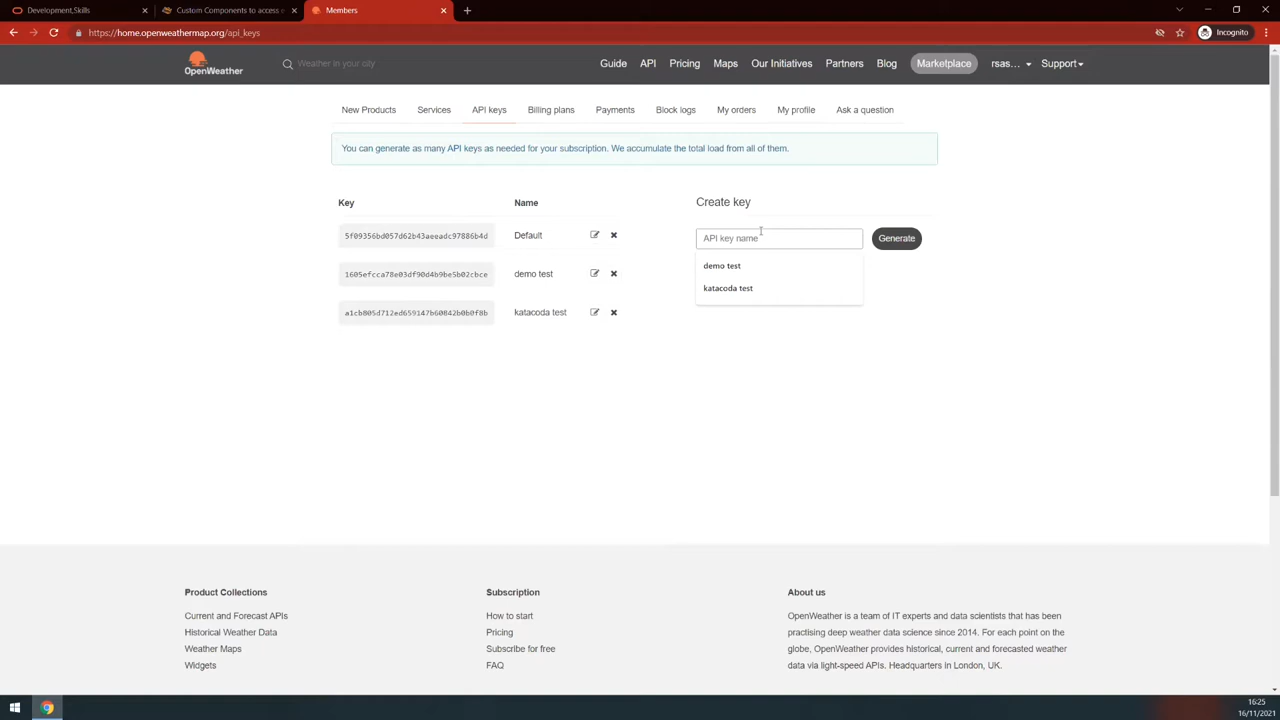 Development,Skills
Custom Components to access e
Members
https://home.openweathermap.org/api_keys
Incognito
OpenWeather
Weather in your city
Guide API Pricing Maps Our Initiatives Partners Blog Marketplace rsas... Support
New Products Services API keys Billing plans Payments Block logs My orders My profile Ask a question
You can generate as many API keys as needed for your subscription. We accumulate the total load from all of them.
Key Name Create key
5f09356bd057d62b43aeeadc97886b4d Default API key name Generate
demo test
1605efcca78e03df90d4b9be5b02cbce demo test
katacoda test
a1cb805d712ed659147b60842b0b0f8b katacoda test
Product Collections
Current and Forecast APIs
Historical Weather Data
Weather Maps
Widgets
Subscription
How to start
Pricing
Subscribe for free
FAQ
About us
OpenWeather is a team of IT experts and data scientists that has been
practising deep weather data science since 2014. For each point on the
globe, OpenWeather provides historical, current and forecasted weather
data via light-speed APIs. Headquarters in London, UK.
16:25
16/11/2021